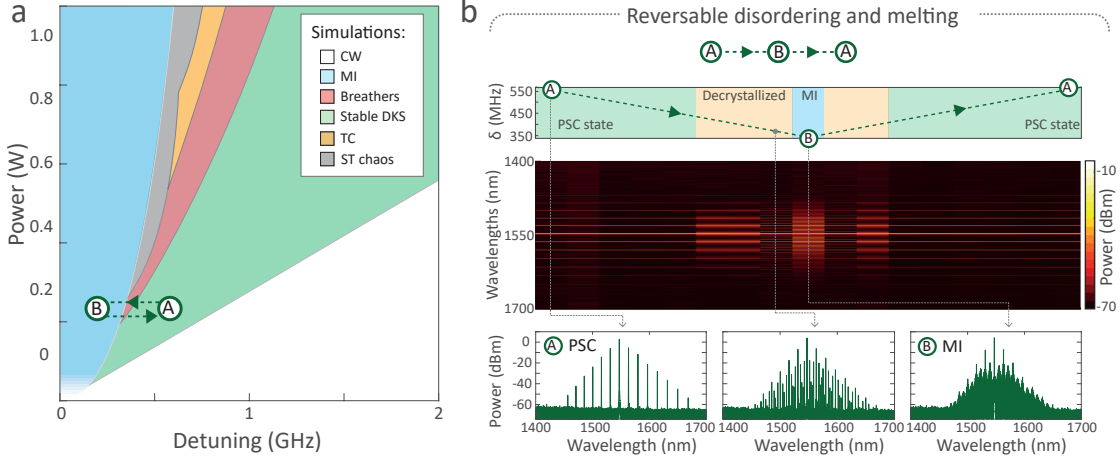 a
Power (W)
1.0
0.8
0.6
0.4
0.2
0
0
1
2
Detuning (GHz)
Simulations:
CW
MI
Breathers
Stable DKS
TC
ST chaos
B
A
b
Reversable disordering and melting
A B A
δ (MHz)
550
450
350
A
PSC state
Decrystallized
MI
B
PSC state
A
Wavelengths (nm)
1400
1550
1700
-10
-70
Power (dBm)
Power (dBm)
0
-20
-40
-60
A PSC
B MI
1400 1500 1600 1700
1400 1500 1600 1700
1400 1500 1600 1700
Wavelength (nm)
Wavelength (nm)
Wavelength (nm)